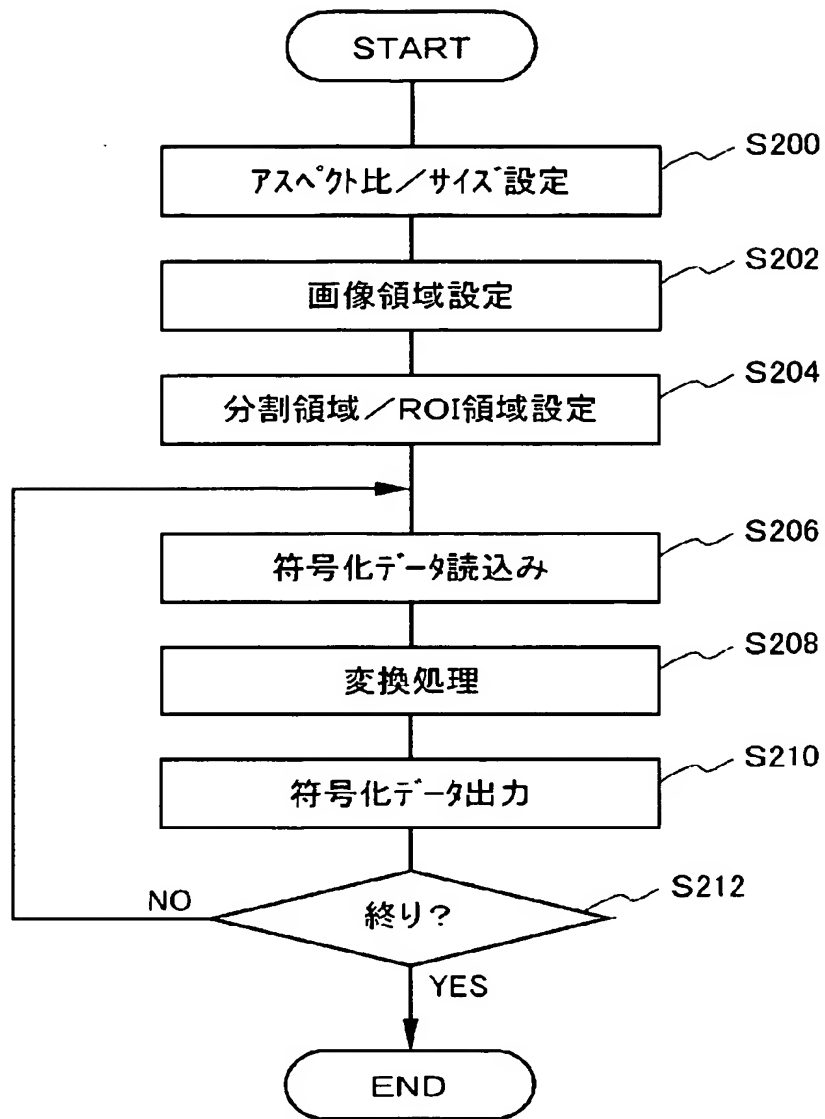 START
S200
アスペクト比／サイズ設定
S202
画像領域設定
S204
分割領域／ROI領域設定
S206
符号化データ読込み
S208
変換処理
S210
符号化データ出力
S212
NO
終り？
YES
END